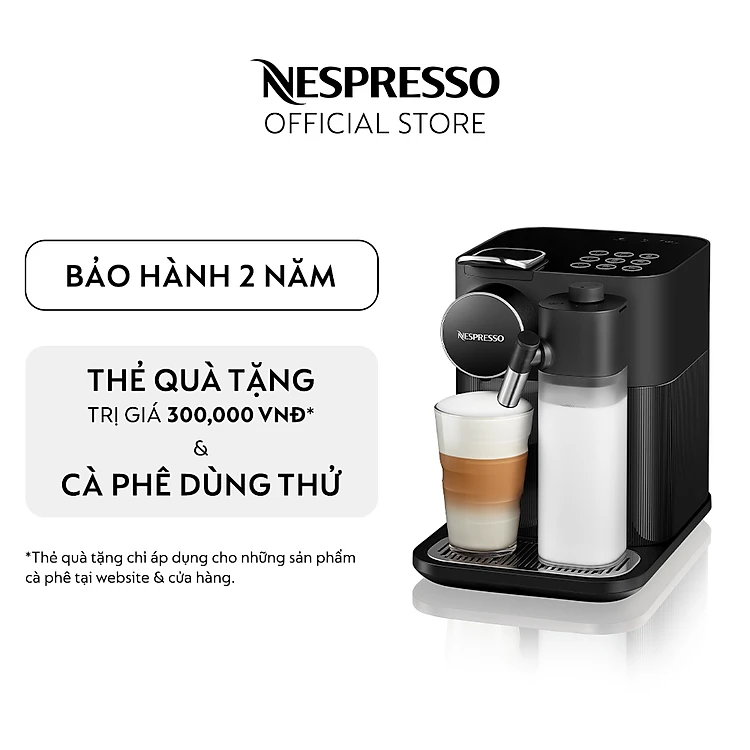 NESPRESSO
OFFICIAL STORE
BẢO HÀNH 2 NĂM
THẺ QUÀ TẶNG
TRỊ GIÁ 300,000 VNĐ*
&
CÀ PHÊ DÙNG THỬ
*Thẻ quà tặng chỉ áp dụng cho những sản phẩm
cà phê tại website & cửa hàng.
NESPRESSO